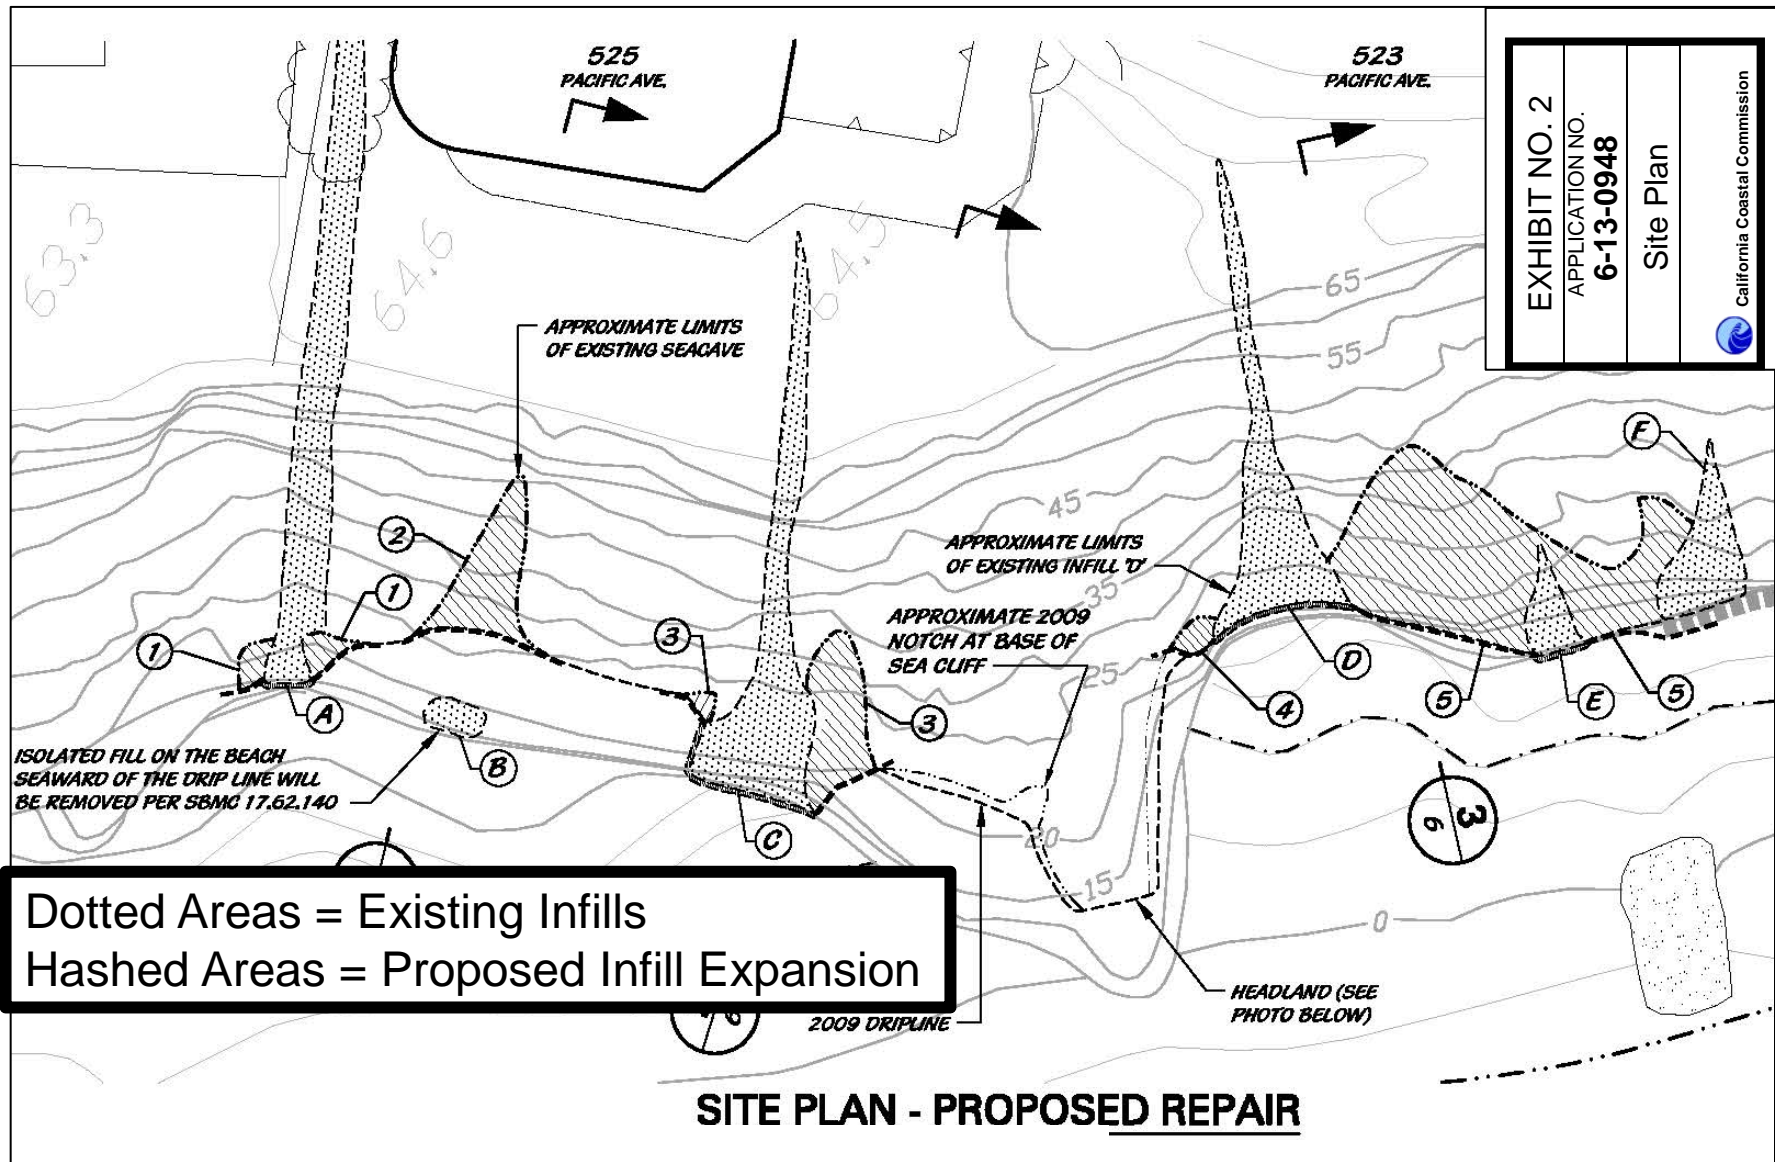 525
PACIFIC AVE.
523
PACIFIC AVE.
EXHIBIT NO. 2
APPLICATION NO.
6-13-0948
Site Plan
California Coastal Commission
63.3
64.6
64.5
65
55
45
35
25
20
15
0
APPROXIMATE LIMITS
OF EXISTING SEACAVE
APPROXIMATE LIMITS
OF EXISTING INFILL 'D'
APPROXIMATE 2009
NOTCH AT BASE OF
SEA CLIFF
F
2
1
1
3
3
A
B
C
4
D
5
E
5
ISOLATED FILL ON THE BEACH
SEAWARD OF THE DRIP LINE WILL
BE REMOVED PER SBMC 17.62.140
3
6
Dotted Areas = Existing Infills
Hashed Areas = Proposed Infill Expansion
6
2009 DRIPLINE
HEADLAND (SEE
PHOTO BELOW)
SITE PLAN - PROPOSED REPAIR